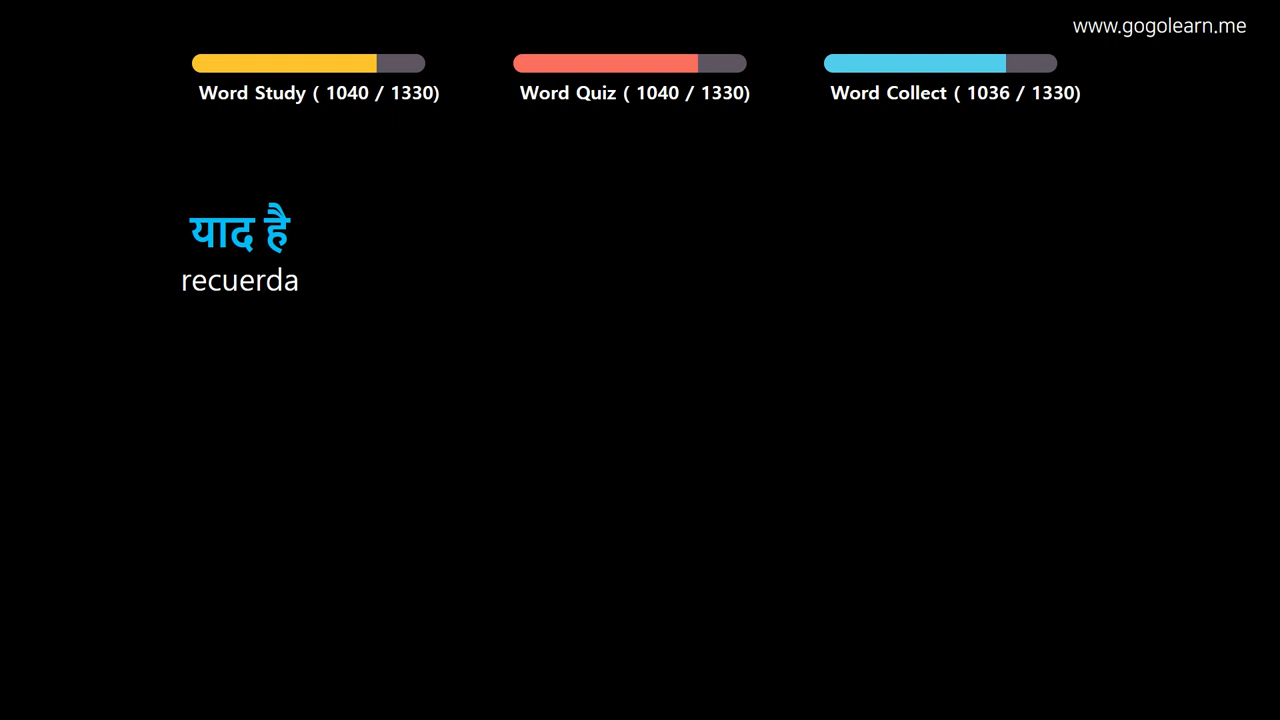 www.gogolearn.me
Word Study ( 1040 / 1330)
Word Quiz ( 1040 / 1330)
Word Collect ( 1036 / 1330)
याद है
recuerda